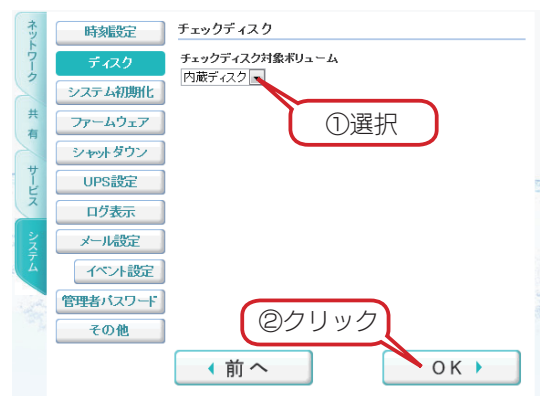 ネットワーク
共有
サービス
システム
時刻設定
ディスク
システム初期化
ファームウェア
シャットダウン
UPS設定
ログ表示
メール設定
イベント設定
管理者パスワード
その他
チェックディスク
チェックディスク対象ボリューム
内蔵ディスク
①選択
②クリック
前へ
OK